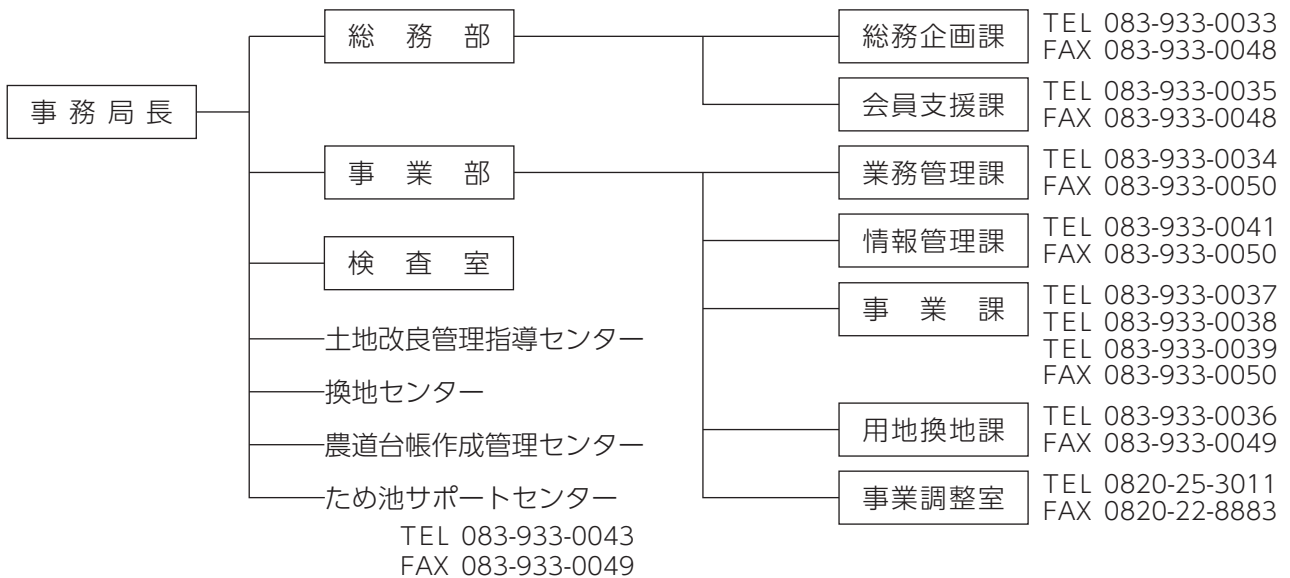 事務局長
総務部
総務企画課
TEL 083-933-0033
FAX 083-933-0048
会員支援課
TEL 083-933-0035
FAX 083-933-0048
事業部
業務管理課
TEL 083-933-0034
FAX 083-933-0050
情報管理課
TEL 083-933-0041
FAX 083-933-0050
事業課
TEL 083-933-0037
TEL 083-933-0038
TEL 083-933-0039
FAX 083-933-0050
用地換地課
TEL 083-933-0036
FAX 083-933-0049
事業調整室
TEL 0820-25-3011
FAX 0820-22-8883
検査室
土地改良管理指導センター
換地センター
農道台帳作成管理センター
ため池サポートセンター
TEL 083-933-0043
FAX 083-933-0049